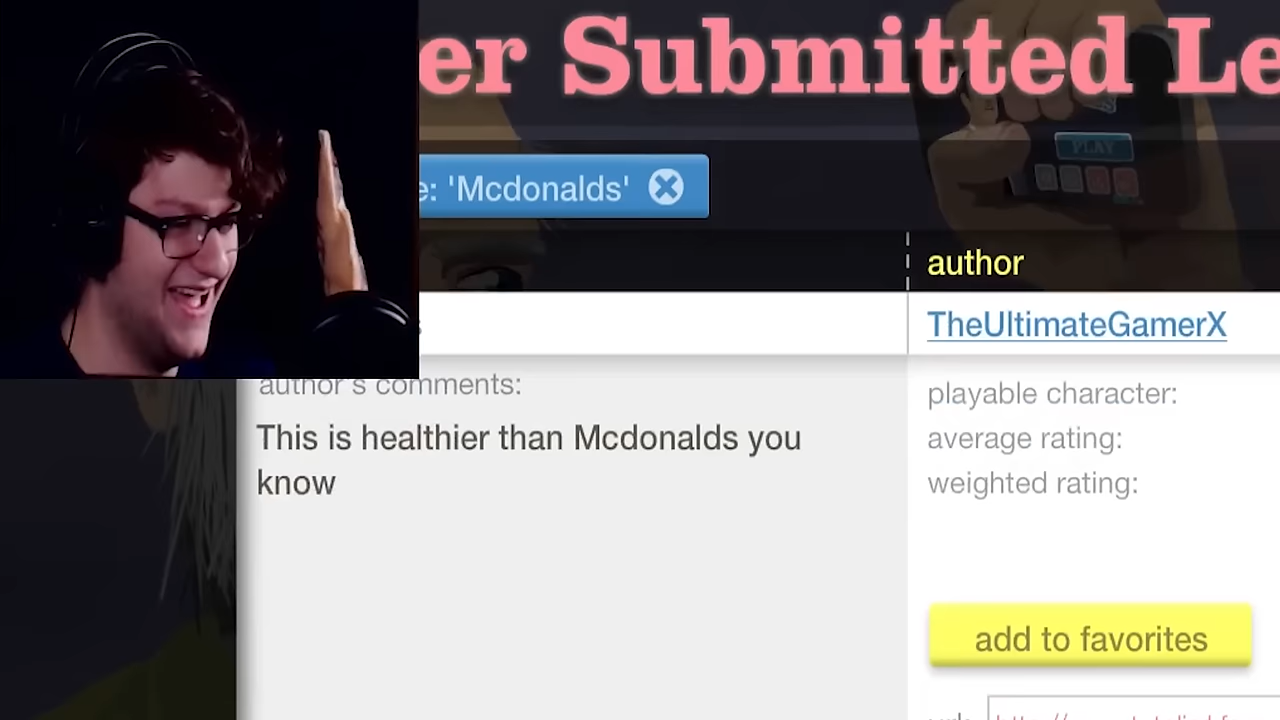 er Submitted Le
e: 'Mcdonalds'
author
TheUltimateGamerX
author's comments:
playable character:
This is healthier than Mcdonalds you
average rating:
know
weighted rating:
PLAY
add to favorites